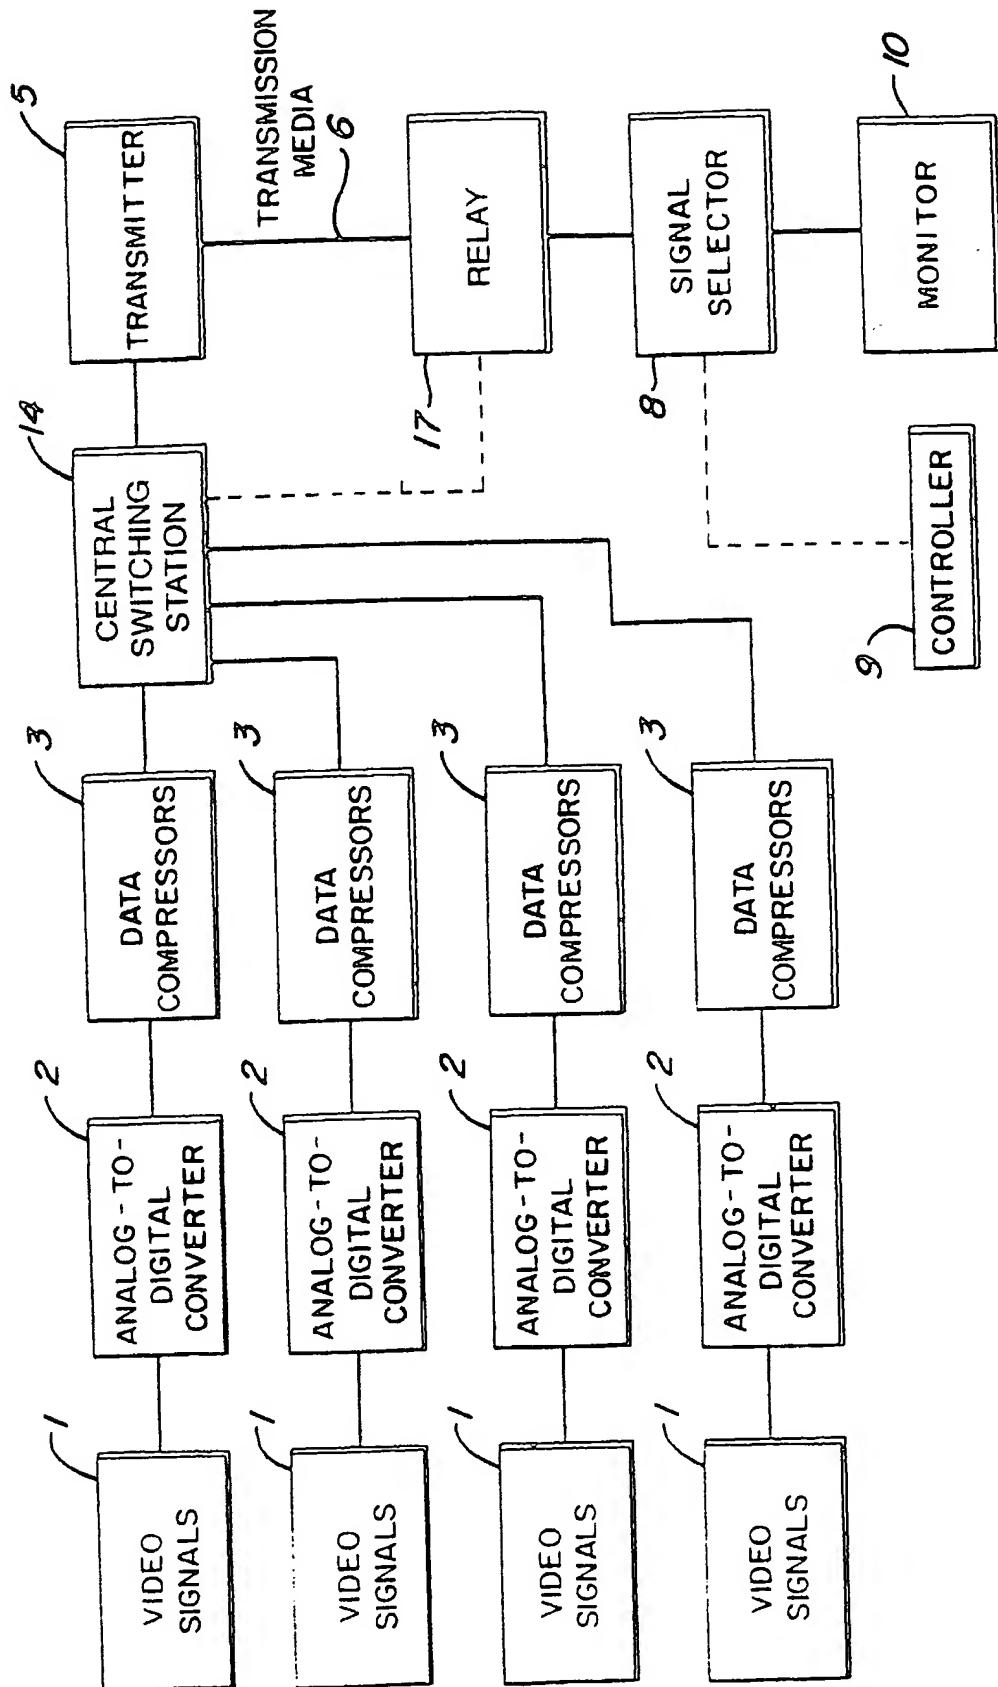 1
VIDEO
SIGNALS
2
ANALOG-TO-
DIGITAL
CONVERTER
3
DATA
COMPRESSORS
14
CENTRAL
SWITCHING
STATION
5
TRANSMITTER
1
VIDEO
SIGNALS
2
ANALOG-TO-
DIGITAL
CONVERTER
3
DATA
COMPRESSORS
TRANSMISSION
MEDIA
6
1
VIDEO
SIGNALS
2
ANALOG-TO-
DIGITAL
CONVERTER
3
DATA
COMPRESSORS
17
RELAY
1
VIDEO
SIGNALS
2
ANALOG-TO-
DIGITAL
CONVERTER
3
DATA
COMPRESSORS
8
SIGNAL
SELECTOR
9
CONTROLLER
10
MONITOR